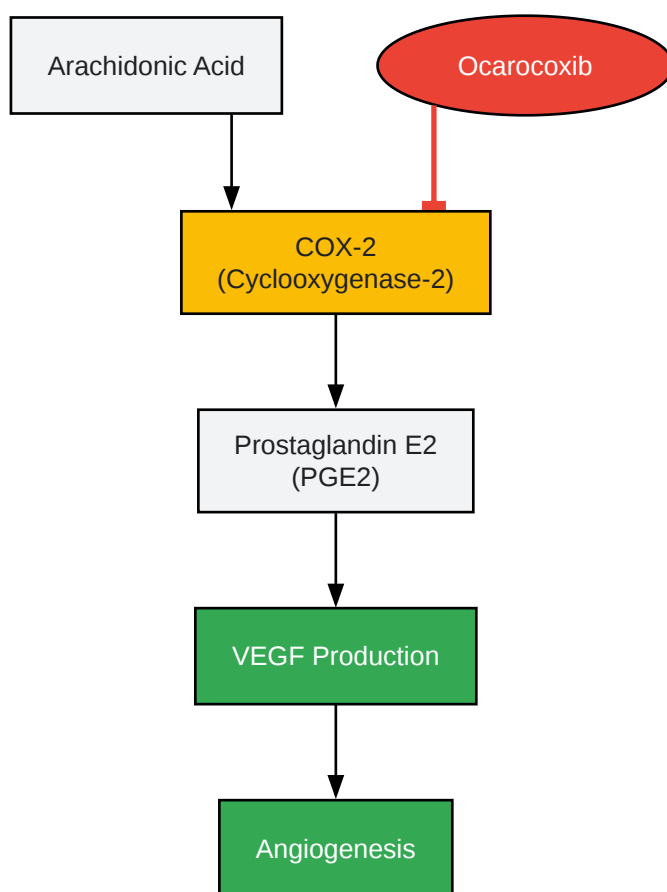 Arachidonic Acid
Ocarocoxib
COX-2
(Cyclooxygenase-2)
Prostaglandin E2
(PGE2)
VEGF Production
Angiogenesis